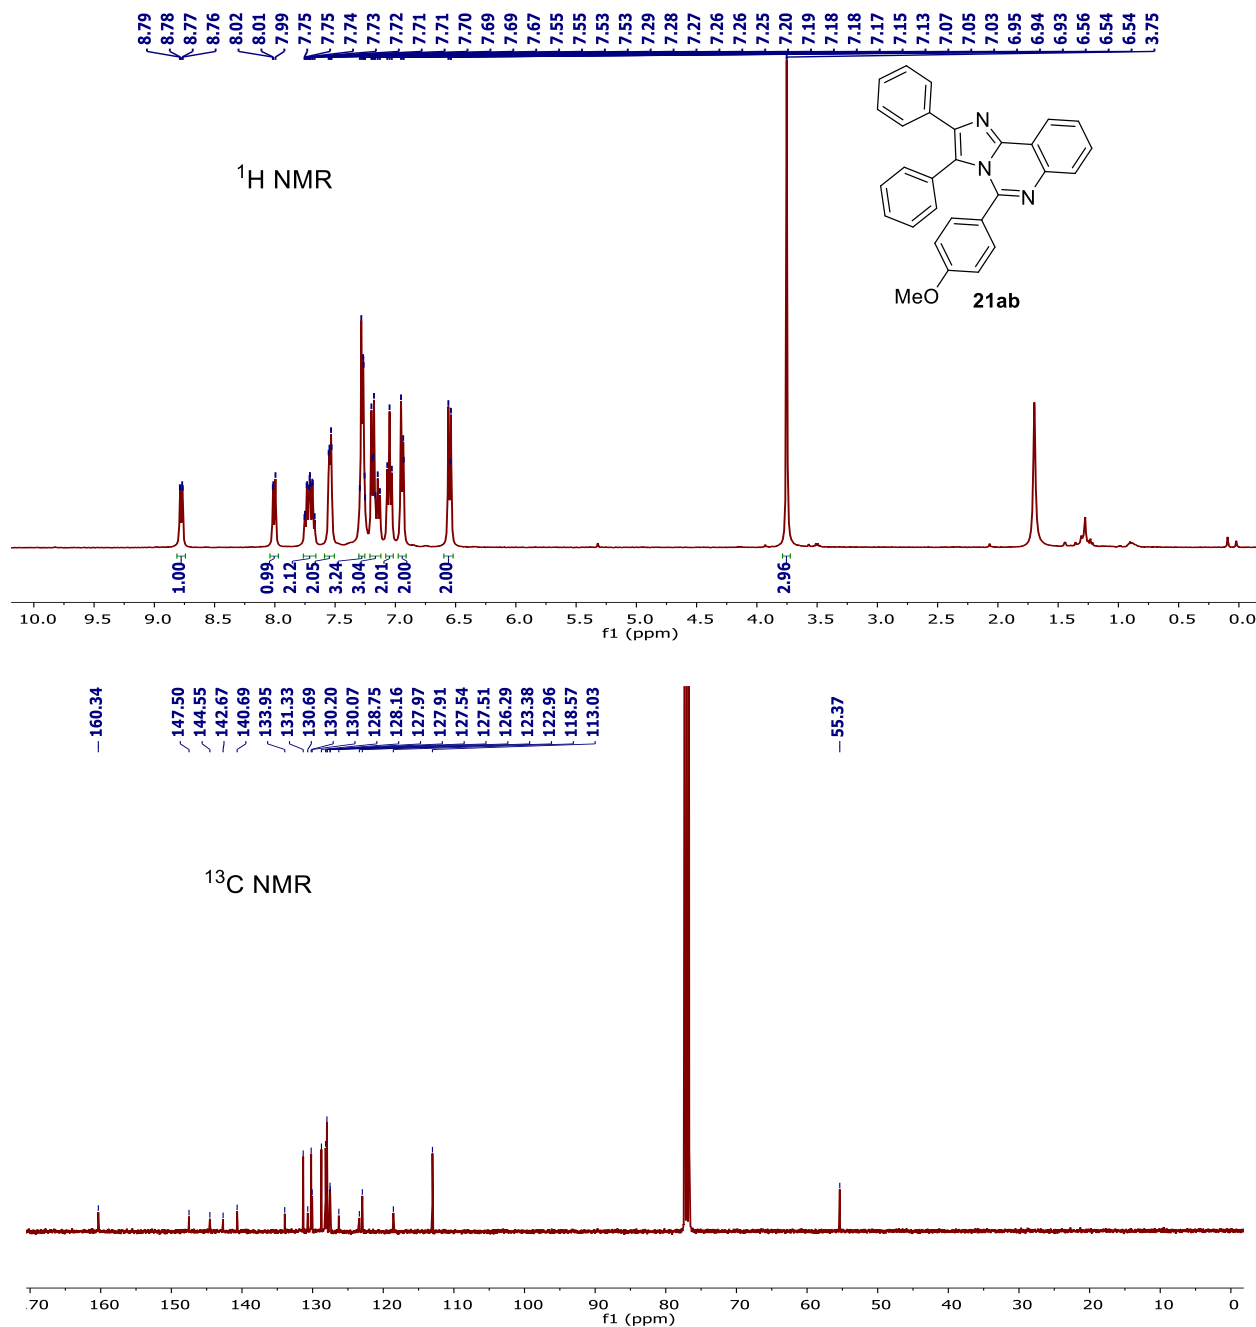 8.79 8.78 8.77 8.76 8.02 8.01 7.99 7.75 7.75 7.74 7.73 7.72 7.71 7.71 7.70 7.69 7.69 7.67 7.55 7.55 7.53 7.53 7.29 7.28 7.27 7.26 7.26 7.25 7.20 7.19 7.18 7.18 7.17 7.15 7.13 7.07 7.05 7.03 6.95 6.94 6.93 6.56 6.54 6.54 3.75
¹H NMR
N
N
N
MeO
21ab
1.00 0.99 2.12 2.05 3.24 3.04 2.01 2.00 2.00 2.96
10.0 9.5 9.0 8.5 8.0 7.5 7.0 6.5 6.0 5.5 5.0 4.5 4.0 3.5 3.0 2.5 2.0 1.5 1.0 0.5 0.0
f1 (ppm)
160.34 147.50 144.55 142.67 140.69 133.95 131.33 130.69 130.20 130.07 128.75 128.16 127.97 127.91 127.54 127.51 126.29 123.38 122.96 118.57 113.03 55.37
¹³C NMR
70 160 150 140 130 120 110 100 90 80 70 60 50 40 30 20 10 0
f1 (ppm)